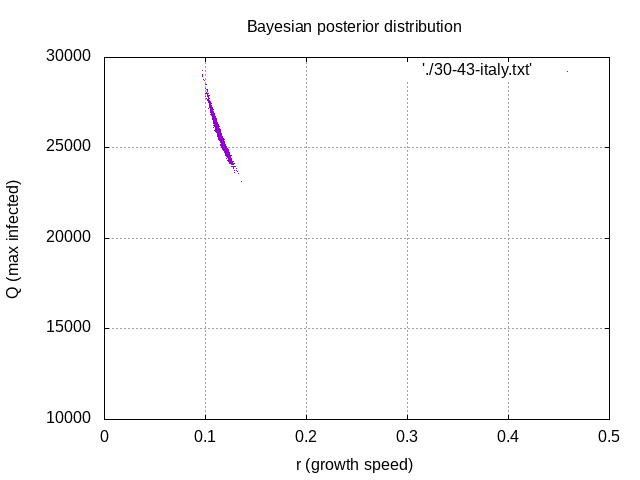 Bayesian posterior distribution
30000
'./30-43-italy.txt'
25000
20000
15000
10000
Q (max infected)
0 0.1 0.2 0.3 0.4 0.5
r (growth speed)